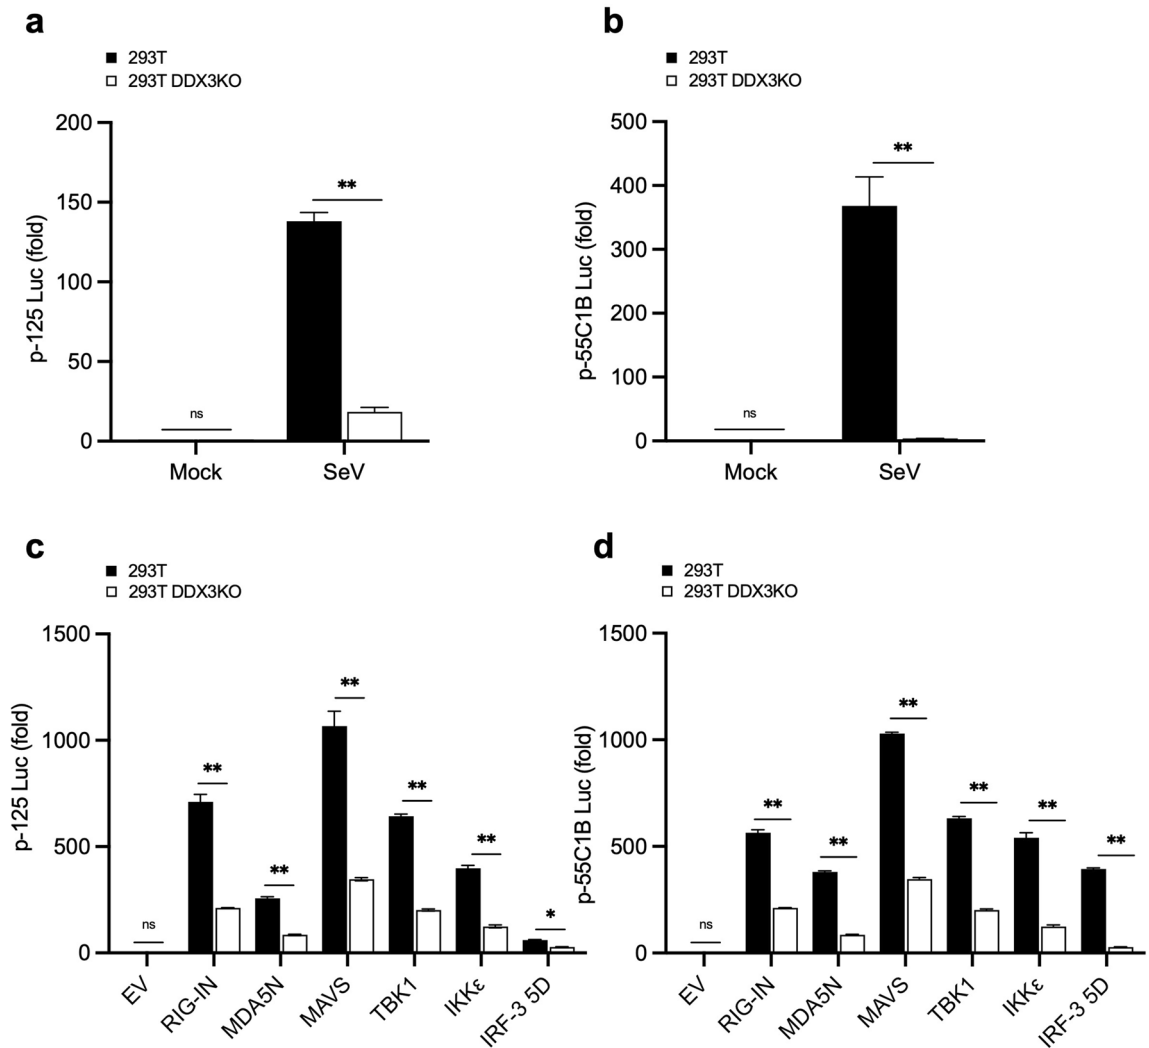 a
■ 293T
□ 293T DDX3KO
p-125 Luc (fold)
200
150
100
50
0
**
ns
Mock
SeV
b
■ 293T
□ 293T DDX3KO
p-55C1B Luc (fold)
500
400
300
200
100
0
**
ns
Mock
SeV
c
■ 293T
□ 293T DDX3KO
p-125 Luc (fold)
1500
1000
500
0
ns
**
**
**
**
**
*
EV
RIG-IN
MDA5N
MAVS
TBK1
IKKε
IRF-3 5D
d
■ 293T
□ 293T DDX3KO
p-55C1B Luc (fold)
1500
1000
500
0
ns
**
**
**
**
**
**
EV
RIG-IN
MDA5N
MAVS
TBK1
IKKε
IRF-3 5D